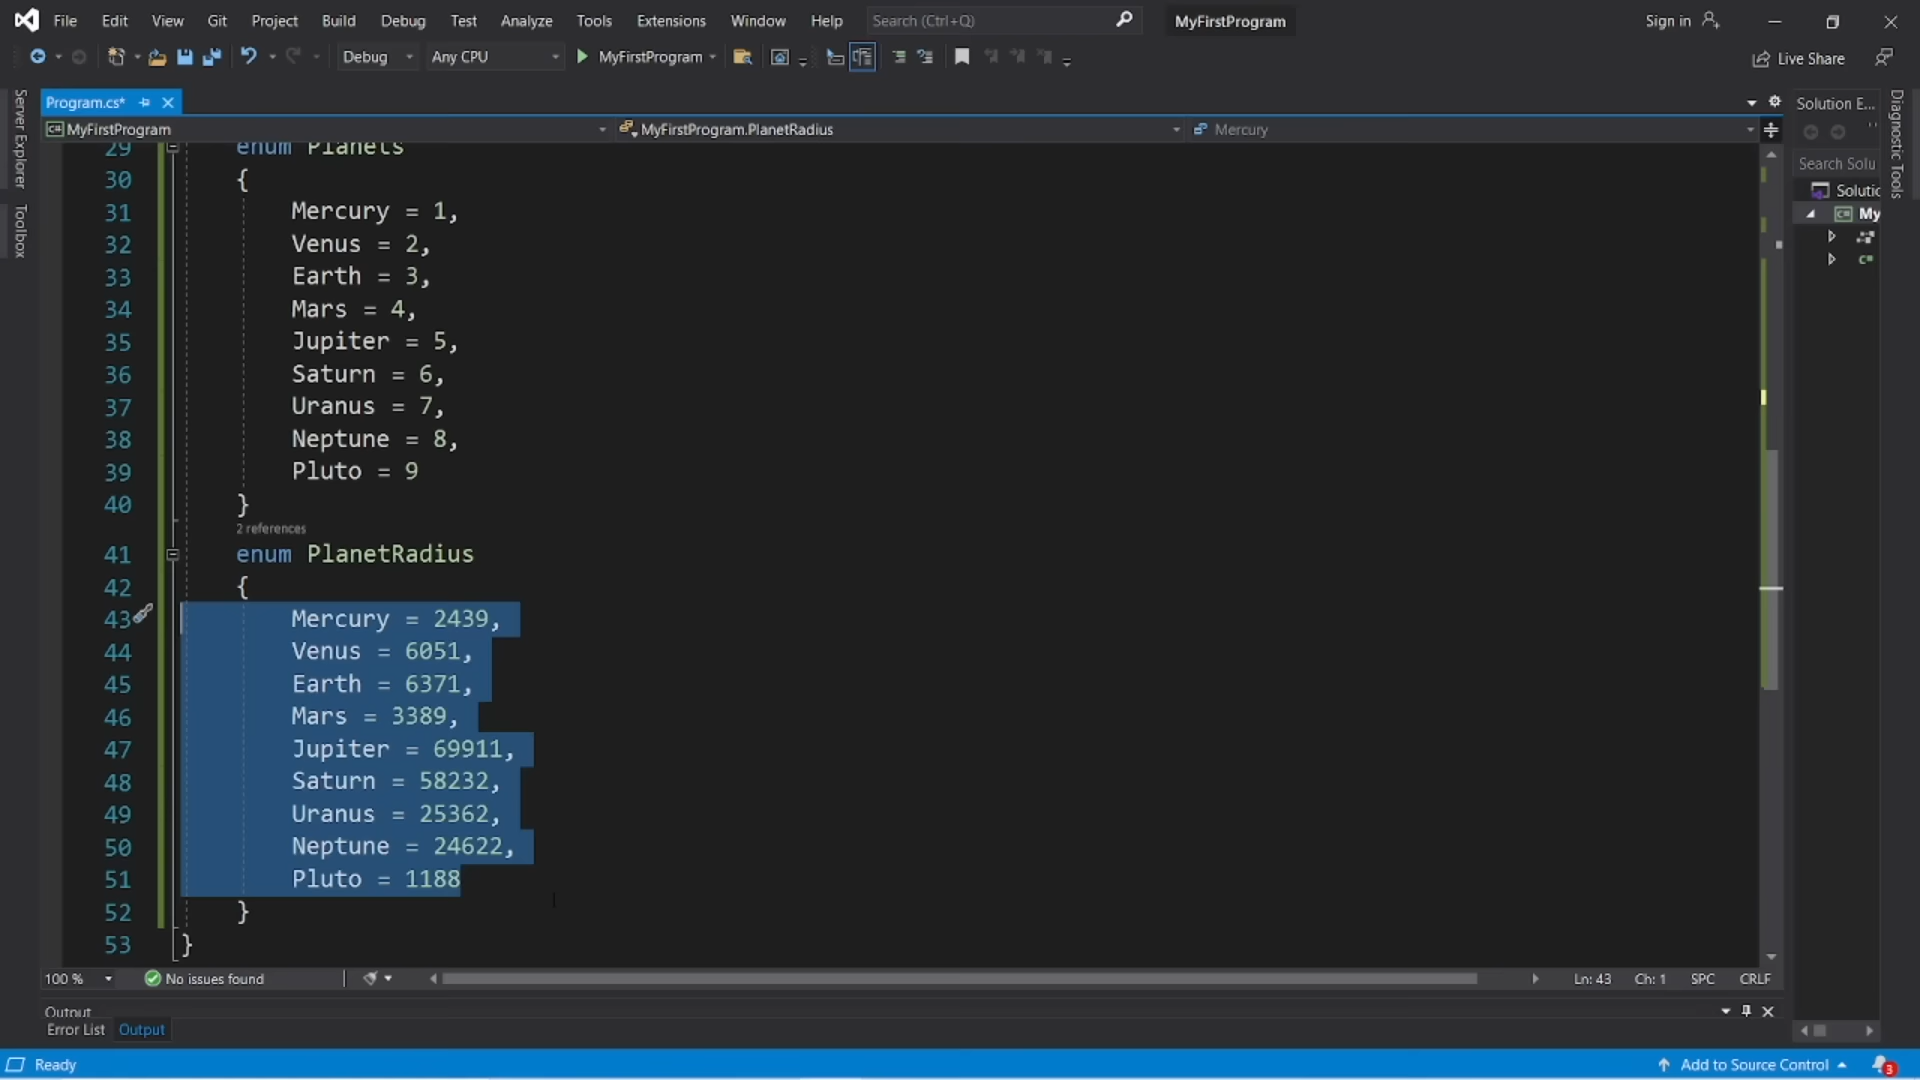 File Edit View Git Project Build Debug Test Analyze Tools Extensions Window Help Search (Ctrl+Q) MyFirstProgram Sign in
Debug Any CPU MyFirstProgram Live Share
Program.cs* Solution E...
MyFirstProgram MyFirstProgram.PlanetRadius Mercury
Server Explorer
Toolbox
Diagnostic Tools
Search Solu
Solutio
My
29 enum Planets
30 {
31 Mercury = 1,
32 Venus = 2,
33 Earth = 3,
34 Mars = 4,
35 Jupiter = 5,
36 Saturn = 6,
37 Uranus = 7,
38 Neptune = 8,
39 Pluto = 9
40 }
2 references
41 enum PlanetRadius
42 {
43 Mercury = 2439,
44 Venus = 6051,
45 Earth = 6371,
46 Mars = 3389,
47 Jupiter = 69911,
48 Saturn = 58232,
49 Uranus = 25362,
50 Neptune = 24622,
51 Pluto = 1188
52 }
53 }
100 % No issues found Ln: 43 Ch: 1 SPC CRLF
Output
Error List Output
Ready Add to Source Control 3